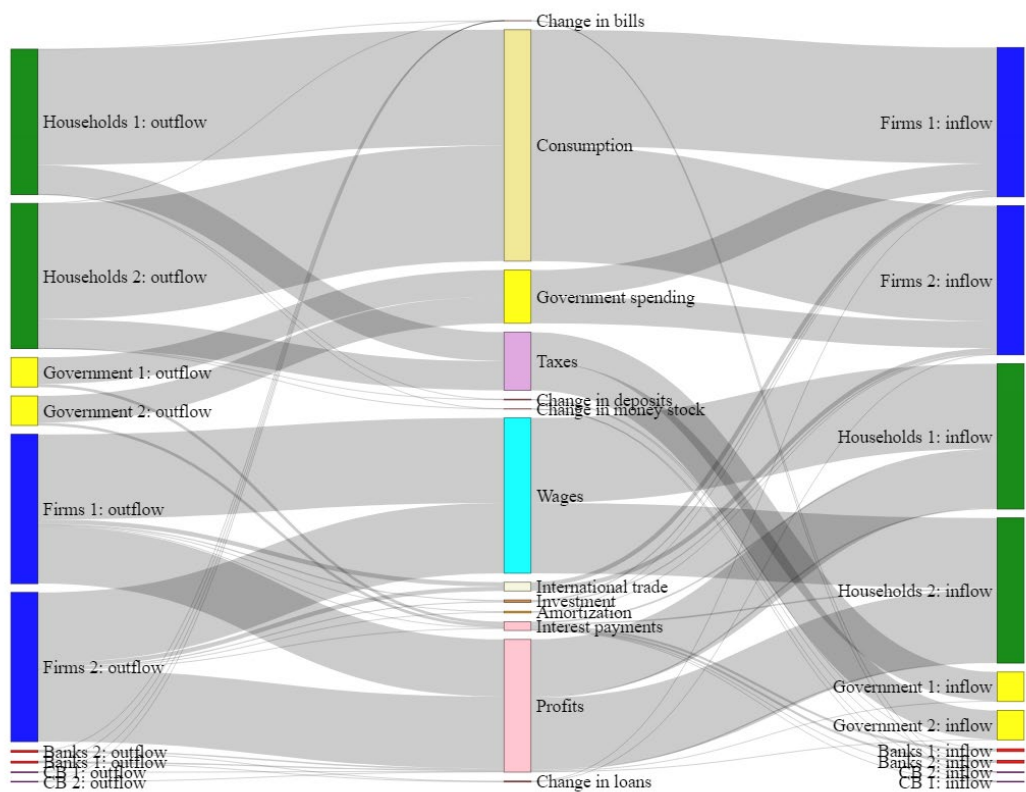 Households 1: outflow
Households 2: outflow
Government 1: outflow
Government 2: outflow
Firms 1: outflow
Firms 2: outflow
Banks 2: outflow
Banks 1: outflow
CB 1: outflow
CB 2: outflow
Change in bills
Consumption
Government spending
Taxes
Change in deposits
Change in money stock
Wages
International trade
Investment
Amortization
Interest payments
Profits
Change in loans
Firms 1: inflow
Firms 2: inflow
Households 1: inflow
Households 2: inflow
Government 1: inflow
Government 2: inflow
Banks 1: inflow
Banks 2: inflow
CB 2: inflow
CB 1: inflow